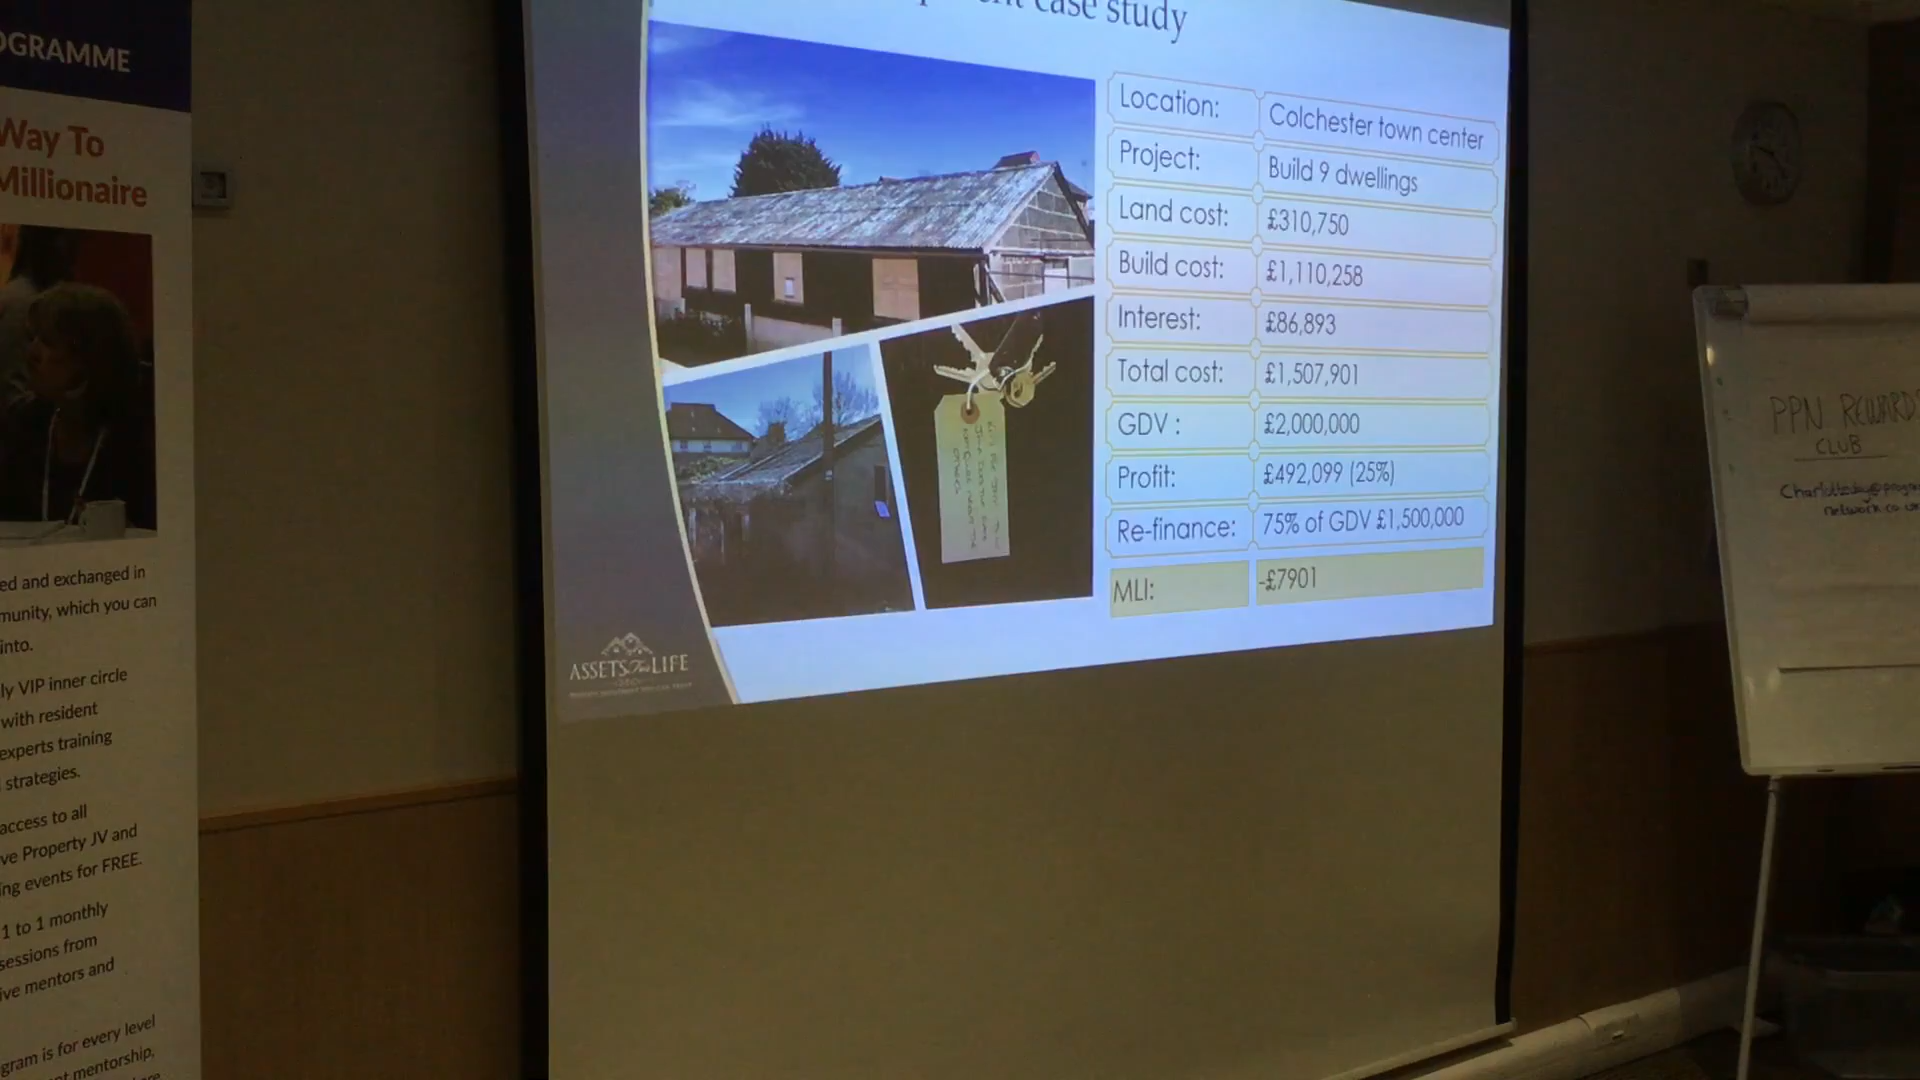 OGRAMME
Way To
Millionaire
ed and exchanged in
munity, which you can
into.
ly VIP inner circle
with resident
experts training
strategies.
access to all
ve Property JV and
ing events for FREE.
1 to 1 monthly
sessions from
ive mentors and
gram is for every level
nt mentorship,
case study
Location: Colchester town center
Project: Build 9 dwellings
Land cost: £310,750
Build cost: £1,110,258
Interest: £86,893
Total cost: £1,507,901
GDV : £2,000,000
Profit: £492,099 (25%)
Re-finance: 75% of GDV £1,500,000
MLI: -£7901
ASSETS For LIFE
PPN REWARDS
CLUB
network.co.uk